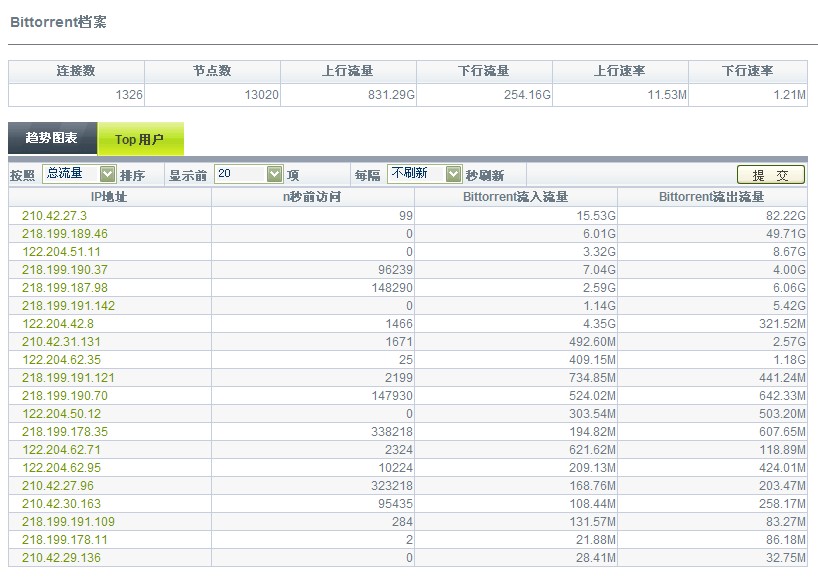 Bittorrent档案
连接数 节点数 上行流量 下行流量 上行速率 下行速率
1326 13020 831.29G 254.16G 11.53M 1.21M
趋势图表 Top 用户
按照 总流量 排序 显示前 20 项 每隔 不刷新 秒刷新 提 交
IP地址 n秒前访问 Bittorrent流入流量 Bittorrent流出流量
210.42.27.3 99 15.53G 82.22G
218.199.189.46 0 6.01G 49.71G
122.204.51.11 0 3.32G 8.67G
218.199.190.37 96239 7.04G 4.00G
218.199.187.98 148290 2.59G 6.06G
218.199.191.142 0 1.14G 5.42G
122.204.42.8 1466 4.35G 321.52M
210.42.31.131 1671 492.60M 2.57G
122.204.62.35 25 409.15M 1.18G
218.199.191.121 2199 734.85M 441.24M
218.199.190.70 147930 524.02M 642.33M
122.204.50.12 0 303.54M 503.20M
218.199.178.35 338218 194.82M 607.65M
122.204.62.71 2324 621.62M 118.89M
122.204.62.95 10224 209.13M 424.01M
210.42.27.96 323218 168.76M 203.47M
210.42.30.163 95435 108.44M 258.17M
218.199.191.109 284 131.57M 83.27M
218.199.178.11 2 21.88M 86.18M
210.42.29.136 0 28.41M 32.75M